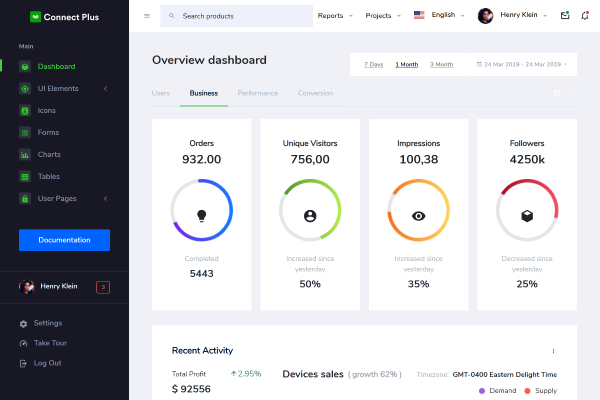 Connect Plus
Search products
Reports
Projects
English
Henry Klein
Main
Dashboard
UI Elements
Icons
Forms
Charts
Tables
User Pages
Documentation
Henry Klein
3
Settings
Take Tour
Log Out
Overview dashboard
7 Days
1 Month
3 Month
24 Mar 2019 - 24 Mar 2019
Users
Business
Performance
Conversion
Orders
932.00
Completed
5443
Unique Visitors
756,00
Increased since
yesterday
50%
Impressions
100,38
Increased since
yesterday
35%
Followers
4250k
Decreased since
yesterday
25%
Recent Activity
Total Profit
2.95%
$ 92556
Devices sales ( growth 62% )
Timezone: GMT-0400 Eastern Delight Time
Demand
Supply